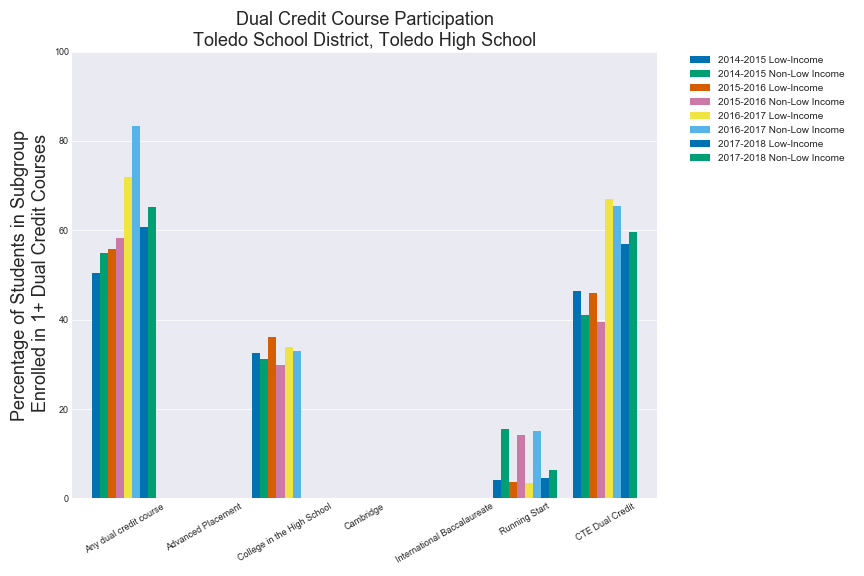 Dual Credit Course Participation
Toledo School District, Toledo High School
Percentage of Students in Subgroup
Enrolled in 1+ Dual Credit Courses
100
80
60
40
20
0
Any dual credit course
Advanced Placement
College in the High School
Cambridge
International Baccalaureate
Running Start
CTE Dual Credit
2014-2015 Low-Income
2014-2015 Non-Low Income
2015-2016 Low-Income
2015-2016 Non-Low Income
2016-2017 Low-Income
2016-2017 Non-Low Income
2017-2018 Low-Income
2017-2018 Non-Low Income